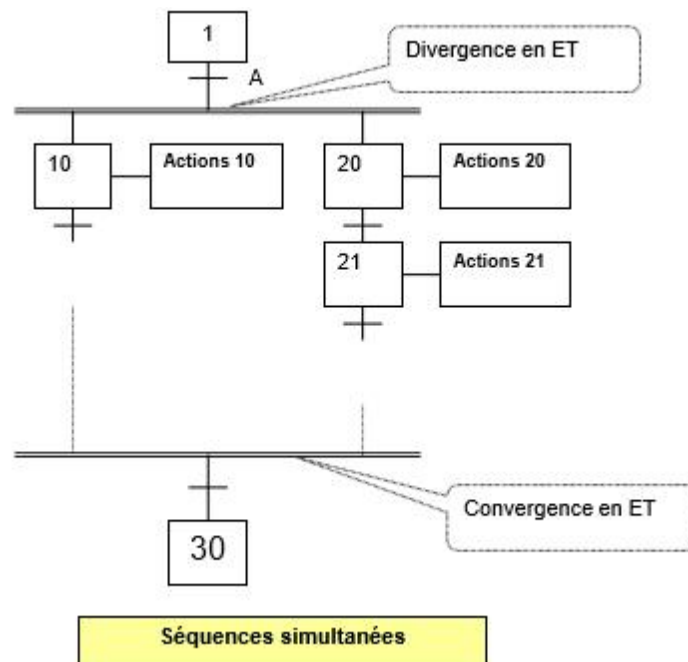 1
A
Divergence en ET
10
Actions 10
20
Actions 20
21
Actions 21
Convergence en ET
30
Séquences simultanées